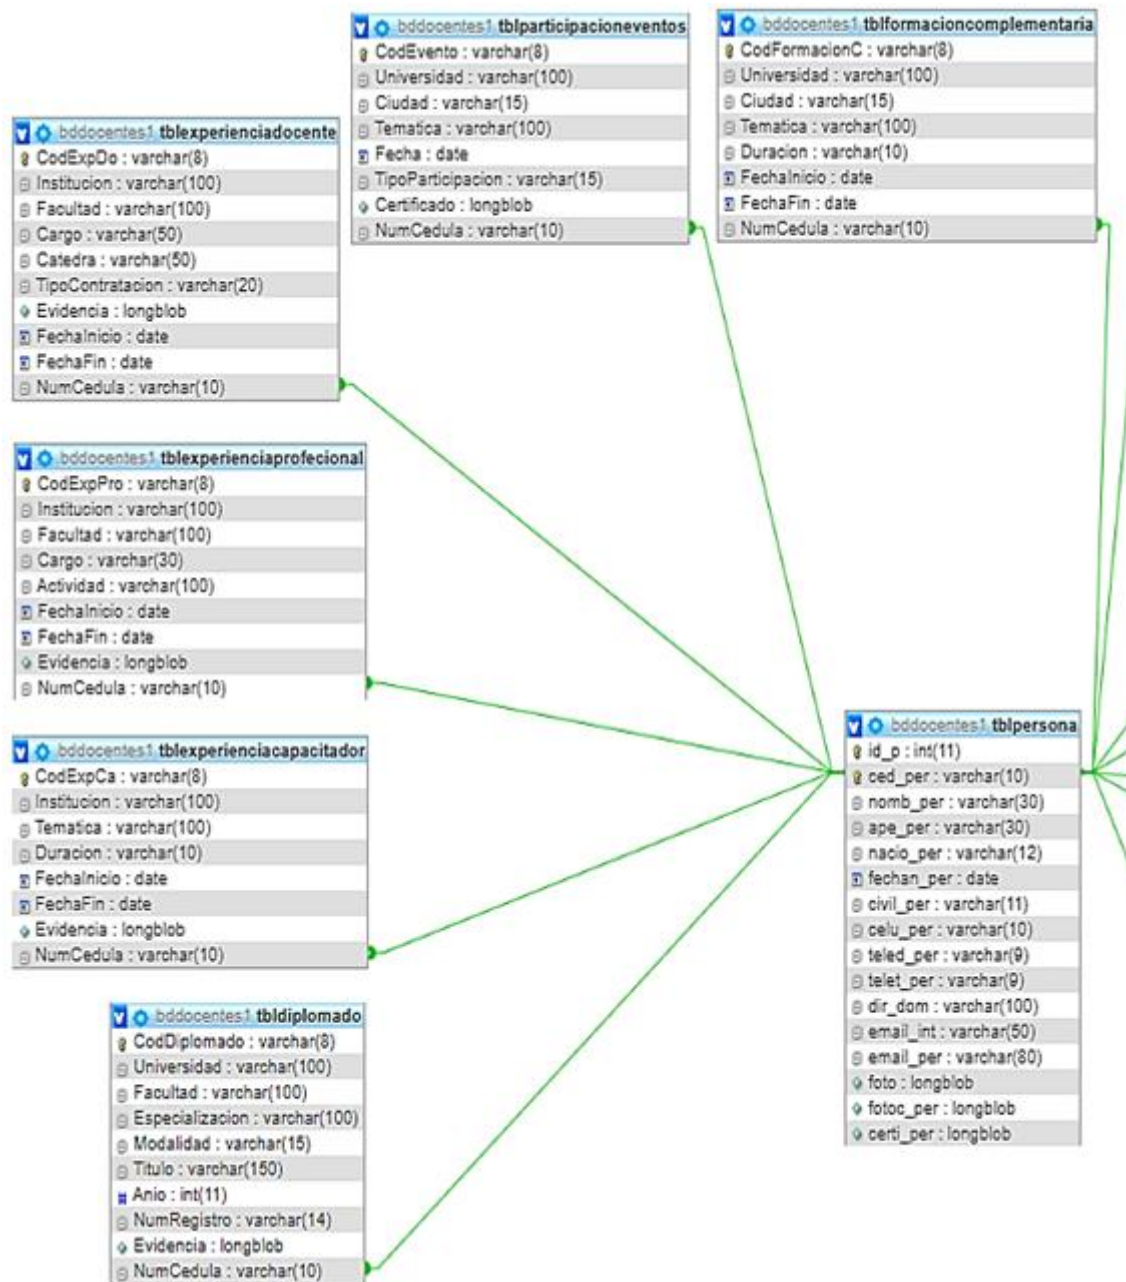 bddocentes1 tblparticipacioneventos
CodEvento : varchar(8)
Universidad : varchar(100)
Ciudad : varchar(15)
Tematica : varchar(100)
Fecha : date
TipoParticipacion : varchar(15)
Certificado : longblob
NumCedula : varchar(10)
bddocentes1 tblformacioncomplementaria
CodFormacionC : varchar(8)
Universidad : varchar(100)
Ciudad : varchar(15)
Tematica : varchar(100)
Duracion : varchar(10)
FechaInicio : date
FechaFin : date
NumCedula : varchar(10)
bddocentes1 tblexperienciadocente
CodExpDo : varchar(8)
Institucion : varchar(100)
Facultad : varchar(100)
Cargo : varchar(50)
Catedra : varchar(50)
TipoContratacion : varchar(20)
Evidencia : longblob
FechaInicio : date
FechaFin : date
NumCedula : varchar(10)
bddocentes1 tblexperienciaprofecional
CodExpPro : varchar(8)
Institucion : varchar(100)
Facultad : varchar(100)
Cargo : varchar(30)
Actividad : varchar(100)
FechaInicio : date
FechaFin : date
Evidencia : longblob
NumCedula : varchar(10)
bddocentes1 tblexperienciacapacitador
CodExpCa : varchar(8)
Institucion : varchar(100)
Tematica : varchar(100)
Duracion : varchar(10)
FechaInicio : date
FechaFin : date
Evidencia : longblob
NumCedula : varchar(10)
bddocentes1 tblpersona
id_p : int(11)
ced_per : varchar(10)
nomb_per : varchar(30)
ape_per : varchar(30)
nacio_per : varchar(12)
fechan_per : date
civil_per : varchar(11)
celu_per : varchar(10)
teled_per : varchar(9)
telet_per : varchar(9)
dir_dom : varchar(100)
email_int : varchar(50)
email_per : varchar(80)
foto : longblob
fotoc_per : longblob
certi_per : longblob
bddocentes1 tbldiplomado
CodDiplomado : varchar(8)
Universidad : varchar(100)
Facultad : varchar(100)
Especializacion : varchar(100)
Modalidad : varchar(15)
Titulo : varchar(150)
Anio : int(11)
NumRegistro : varchar(14)
Evidencia : longblob
NumCedula : varchar(10)